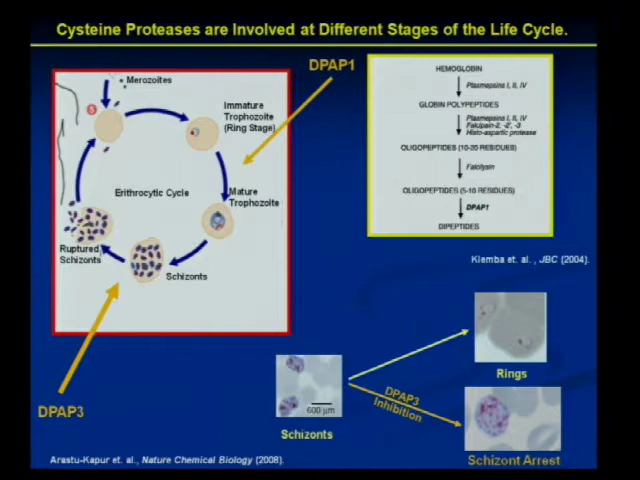 Cysteine Proteases are Involved at Different Stages of the Life Cycle.
DPAP1
Merozoites
5
Immature
Trophozoite
(Ring Stage)
Erithrocytic Cycle
Mature
Trophozoite
Ruptured
Schizonts
Schizonts
HEMOGLOBIN
Plasmepsins I, II, IV
GLOBIN POLYPEPTIDES
Plasmepsins I, II, IV
Falcipain-2, -2', -3
Histo-aspartic protease
OLIGOPEPTIDES (10-20 RESIDUES)
Falcilysin
OLIGOPEPTIDES (5-10 RESIDUES)
DPAP1
DIPEPTIDES
Klemba et. al. , JBC (2004).
DPAP3
600 µm
Schizonts
Rings
DPAP3
Inhibition
Schizont Arrest
Arastu-Kapur et. al., Nature Chemical Biology (2008).